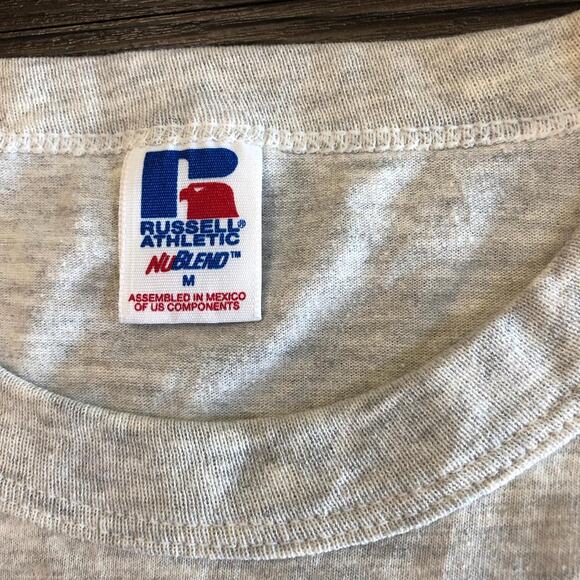 RUSSELL®
ATHLETIC
NUBLEND™
M
ASSEMBLED IN MEXICO
OF US COMPONENTS